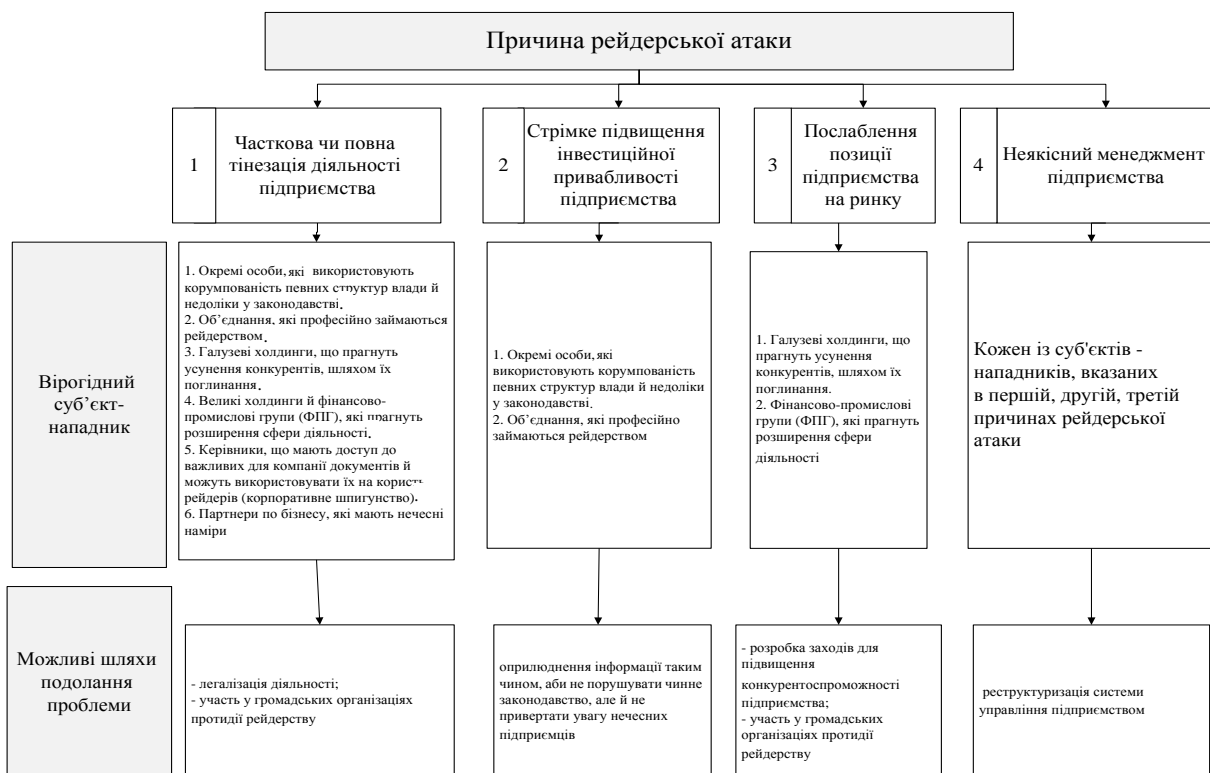 Причина рейдерської атаки
1
Часткова чи повна
тінезація діяльності
підприємства
2
Стрімке підвищення
інвестиційної
привабливості
підприємства
3
Послаблення
позиції
підприємства
на ринку
4
Неякісний менеджмент
підприємства
Вірогідний
суб’єкт-
нападник
1. Окремі особи, які використовують
корумпованість певних структур влади й
недоліки у законодавстві.
2. Об’єднання, які професійно займаються
рейдерством.
3. Галузеві холдинги, що прагнуть
усунення конкурентів, шляхом їх
поглинання.
4. Великі холдинги й фінансово-
промислові групи (ФПГ), які прагнуть
розширення сфери діяльності.
5. Керівники, що мають доступ до
важливих для компанії документів й
можуть використовувати їх на користь
рейдерів (корпоративне шпигунство).
6. Партнери по бізнесу, які мають нечесні
наміри
1. Окремі особи, які
використовують корумпованість
певних структур влади й недоліки
у законодавстві.
2. Об’єднання, які професійно
займаються рейдерством
1. Галузеві холдинги, що
прагнуть усунення
конкурентів, шляхом їх
поглинання.
2. Фінансово-промислові
групи (ФПГ), які прагнуть
розширення сфери
діяльності
Кожен із суб'єктів -
нападників, вказаних
в першій, другій, третій
причинах рейдерської
атаки
Можливі шляхи
подолання
проблеми
- легалізація діяльності;
- участь у громадських організаціях
протидії рейдерству
оприлюднення інформації таким
чином, аби не порушувати чинне
законодавство, але й не
привертати увагу нечесних
підприємців
- розробка заходів для
підвищення
конкурентоспроможності
підприємства;
- участь у громадських
організаціях протидії
рейдерству
реструктуризація системи
управління підприємством